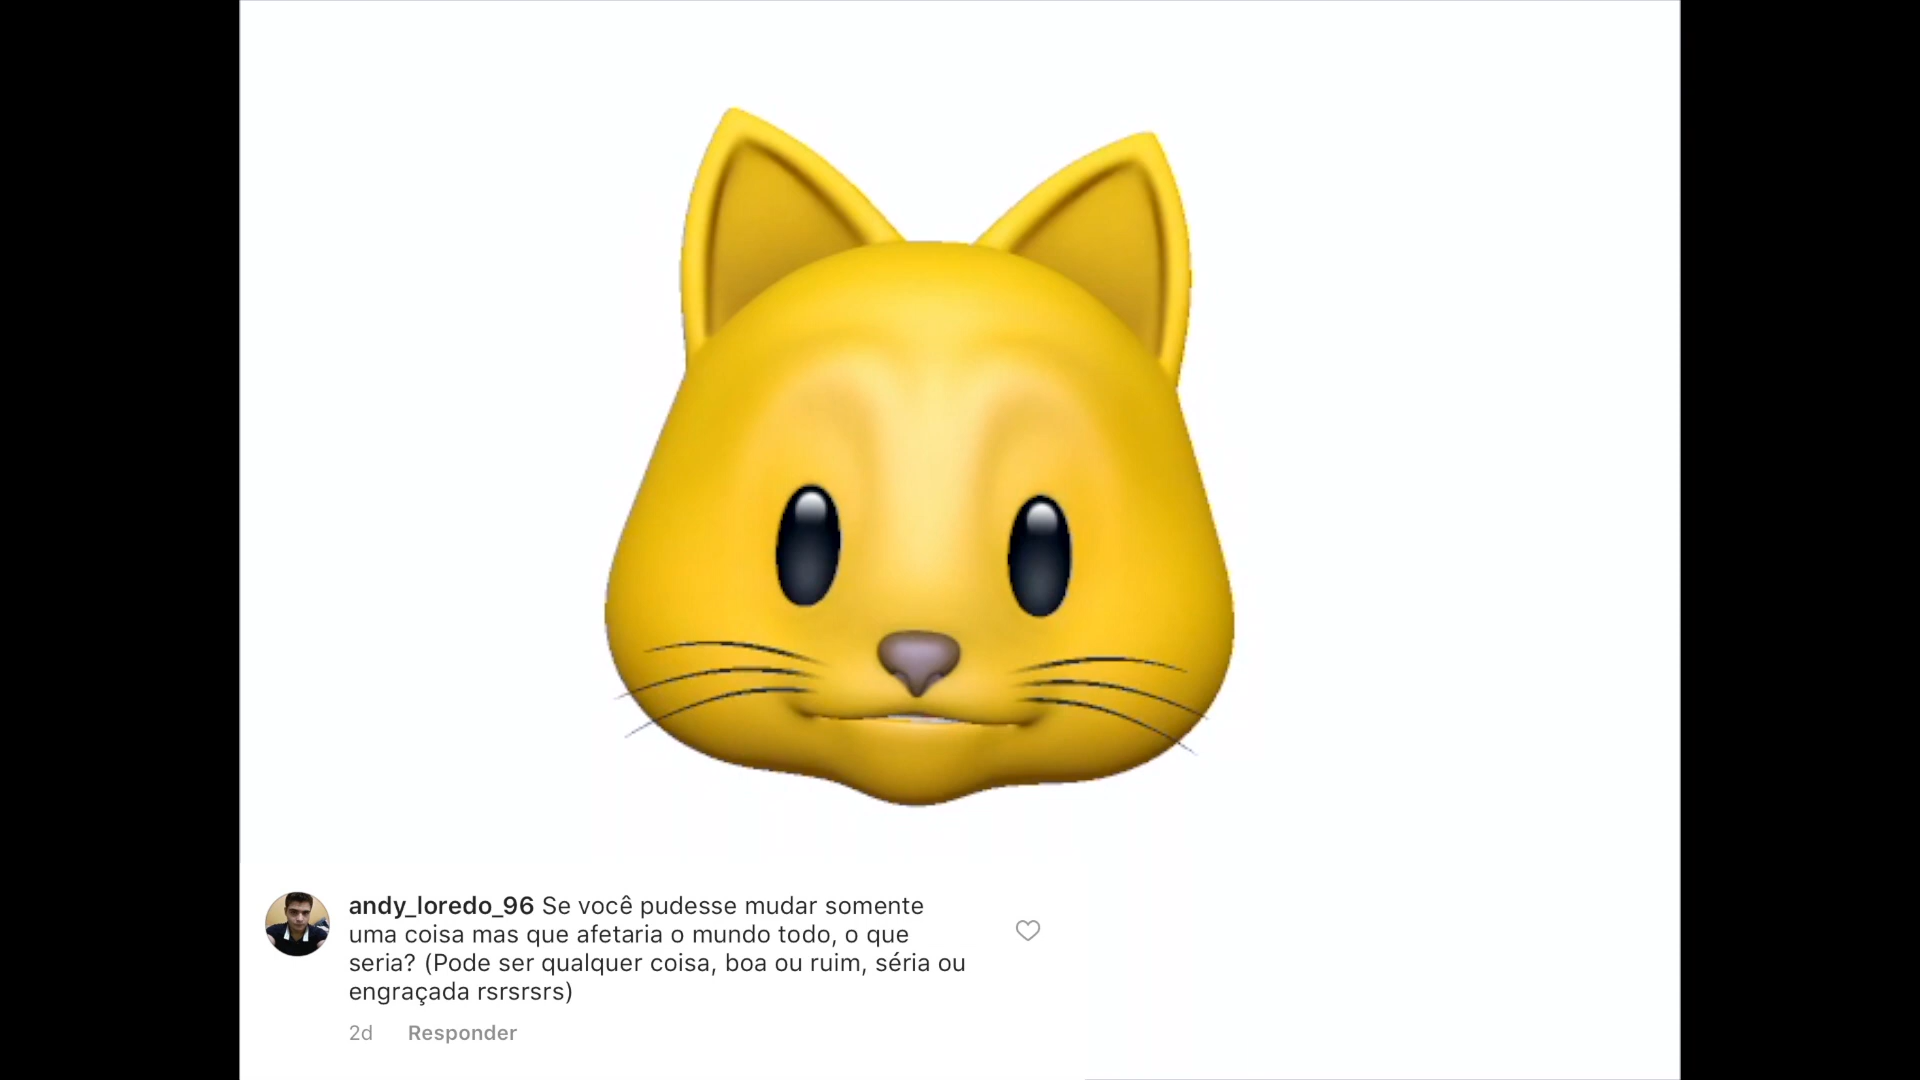 andy_loredo_96 Se você pudesse mudar somente
uma coisa mas que afetaria o mundo todo, o que
seria? (Pode ser qualquer coisa, boa ou ruim, séria ou
engraçada rsrsrsrs)
2d Responder